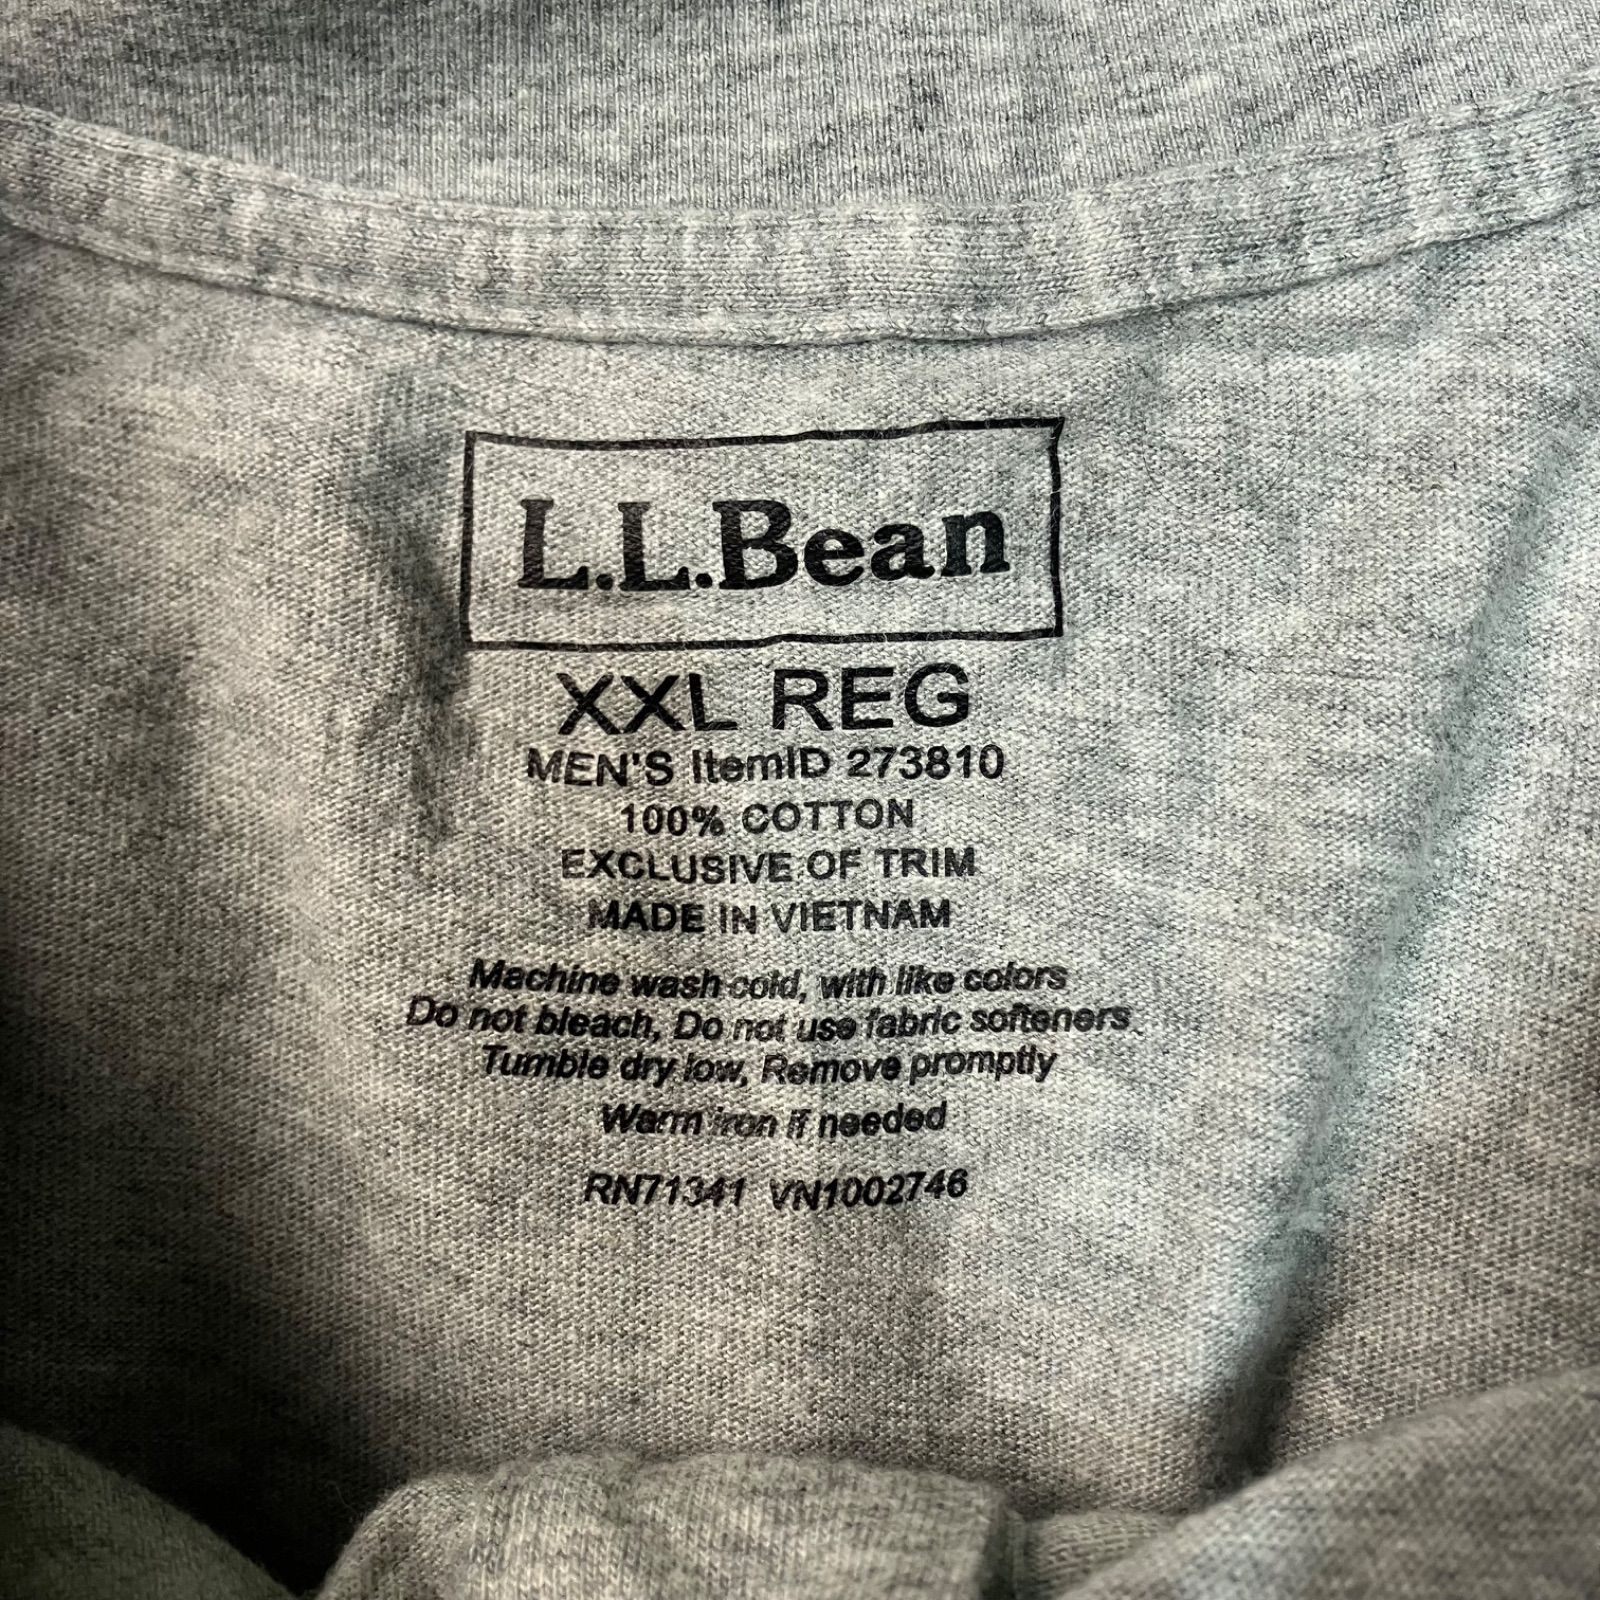 L.L.Bean
XXL REG
MEN'S ItemID 273810
100% COTTON
EXCLUSIVE OF TRIM
MADE IN VIETNAM
Machine wash cold, with like colors
Do not bleach, Do not use fabric softeners
Tumble dry low, Remove promptly
Warm iron if needed
RN71341 VN1002746